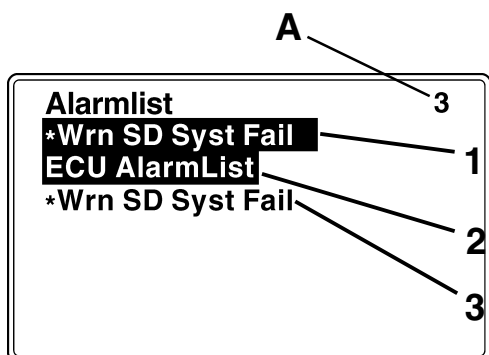 A
Alarmlist 3
*Wrn SD Syst Fail 1
ECU AlarmList
*Wrn SD Syst Fail
2
3